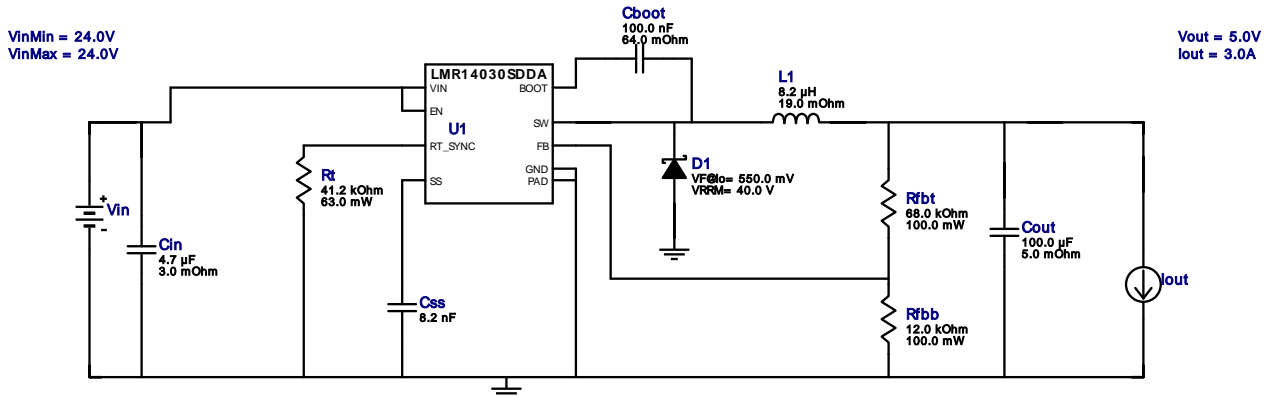 VinMin = 24.0V
VinMax = 24.0V
Cboot
100.0 nF
64.0 mOhm
Vout = 5.0V
Iout = 3.0A
LMR14030SDDA
VIN
BOOT
EN
U1
SW
RT_SYNC
FB
SS
GND
PAD
L1
8.2 µH
19.0 mOhm
D1
= 550.0 mV
VRRM= 40.0 V
Rt
41.2 kOhm
63.0 mW
Rfbt
68.0 kOhm
100.0 mW
+
Vin
-
Cin
4.7 µF
3.0 mOhm
Css
8.2 nF
Cout
100.0 µF
5.0 mOhm
Iout
Rfbb
12.0 kOhm
100.0 mW